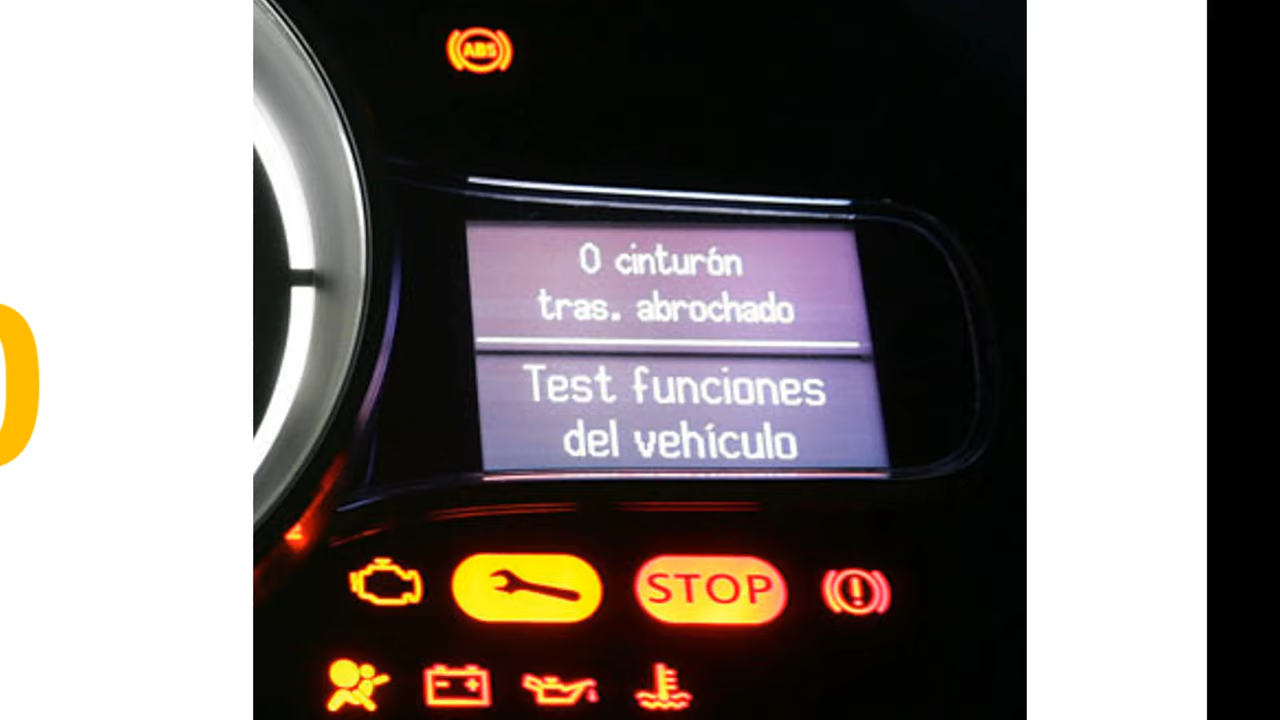 ABS
0 cinturón
tras. abrochado
Test funciones
del vehículo
STOP